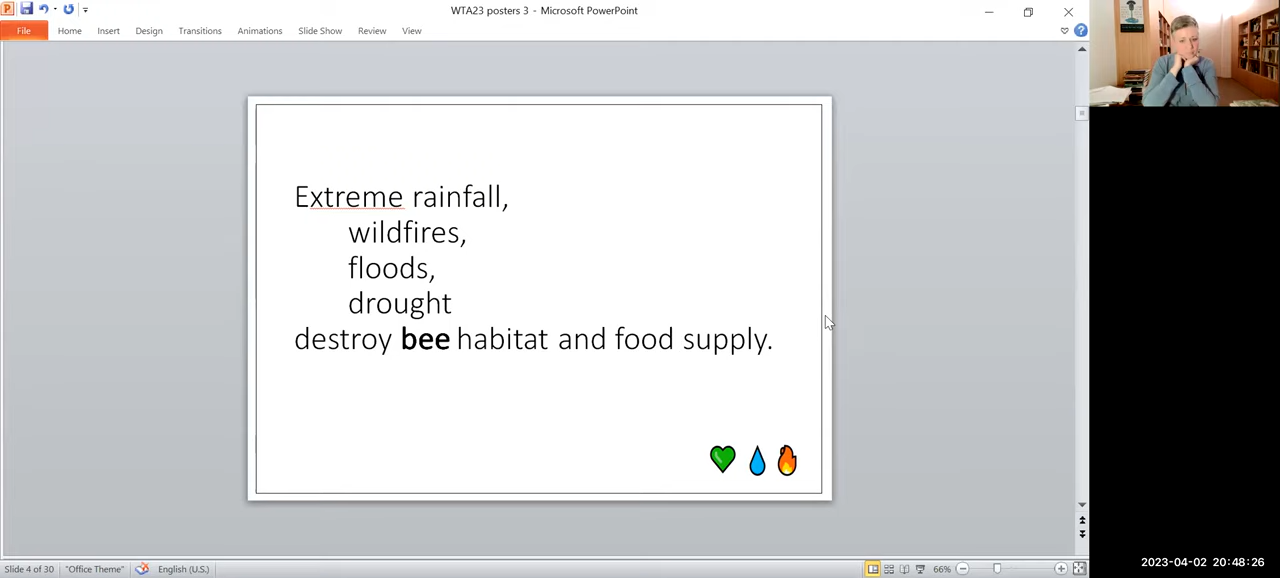 WTA23 posters 3 - Microsoft PowerPoint
File Home Insert Design Transitions Animations Slide Show Review View
Extreme rainfall,
wildfires,
floods,
drought
destroy bee habitat and food supply.
Slide 4 of 30 "Office Theme" English (U.S.) 66%
2023-04-02 20:48:26